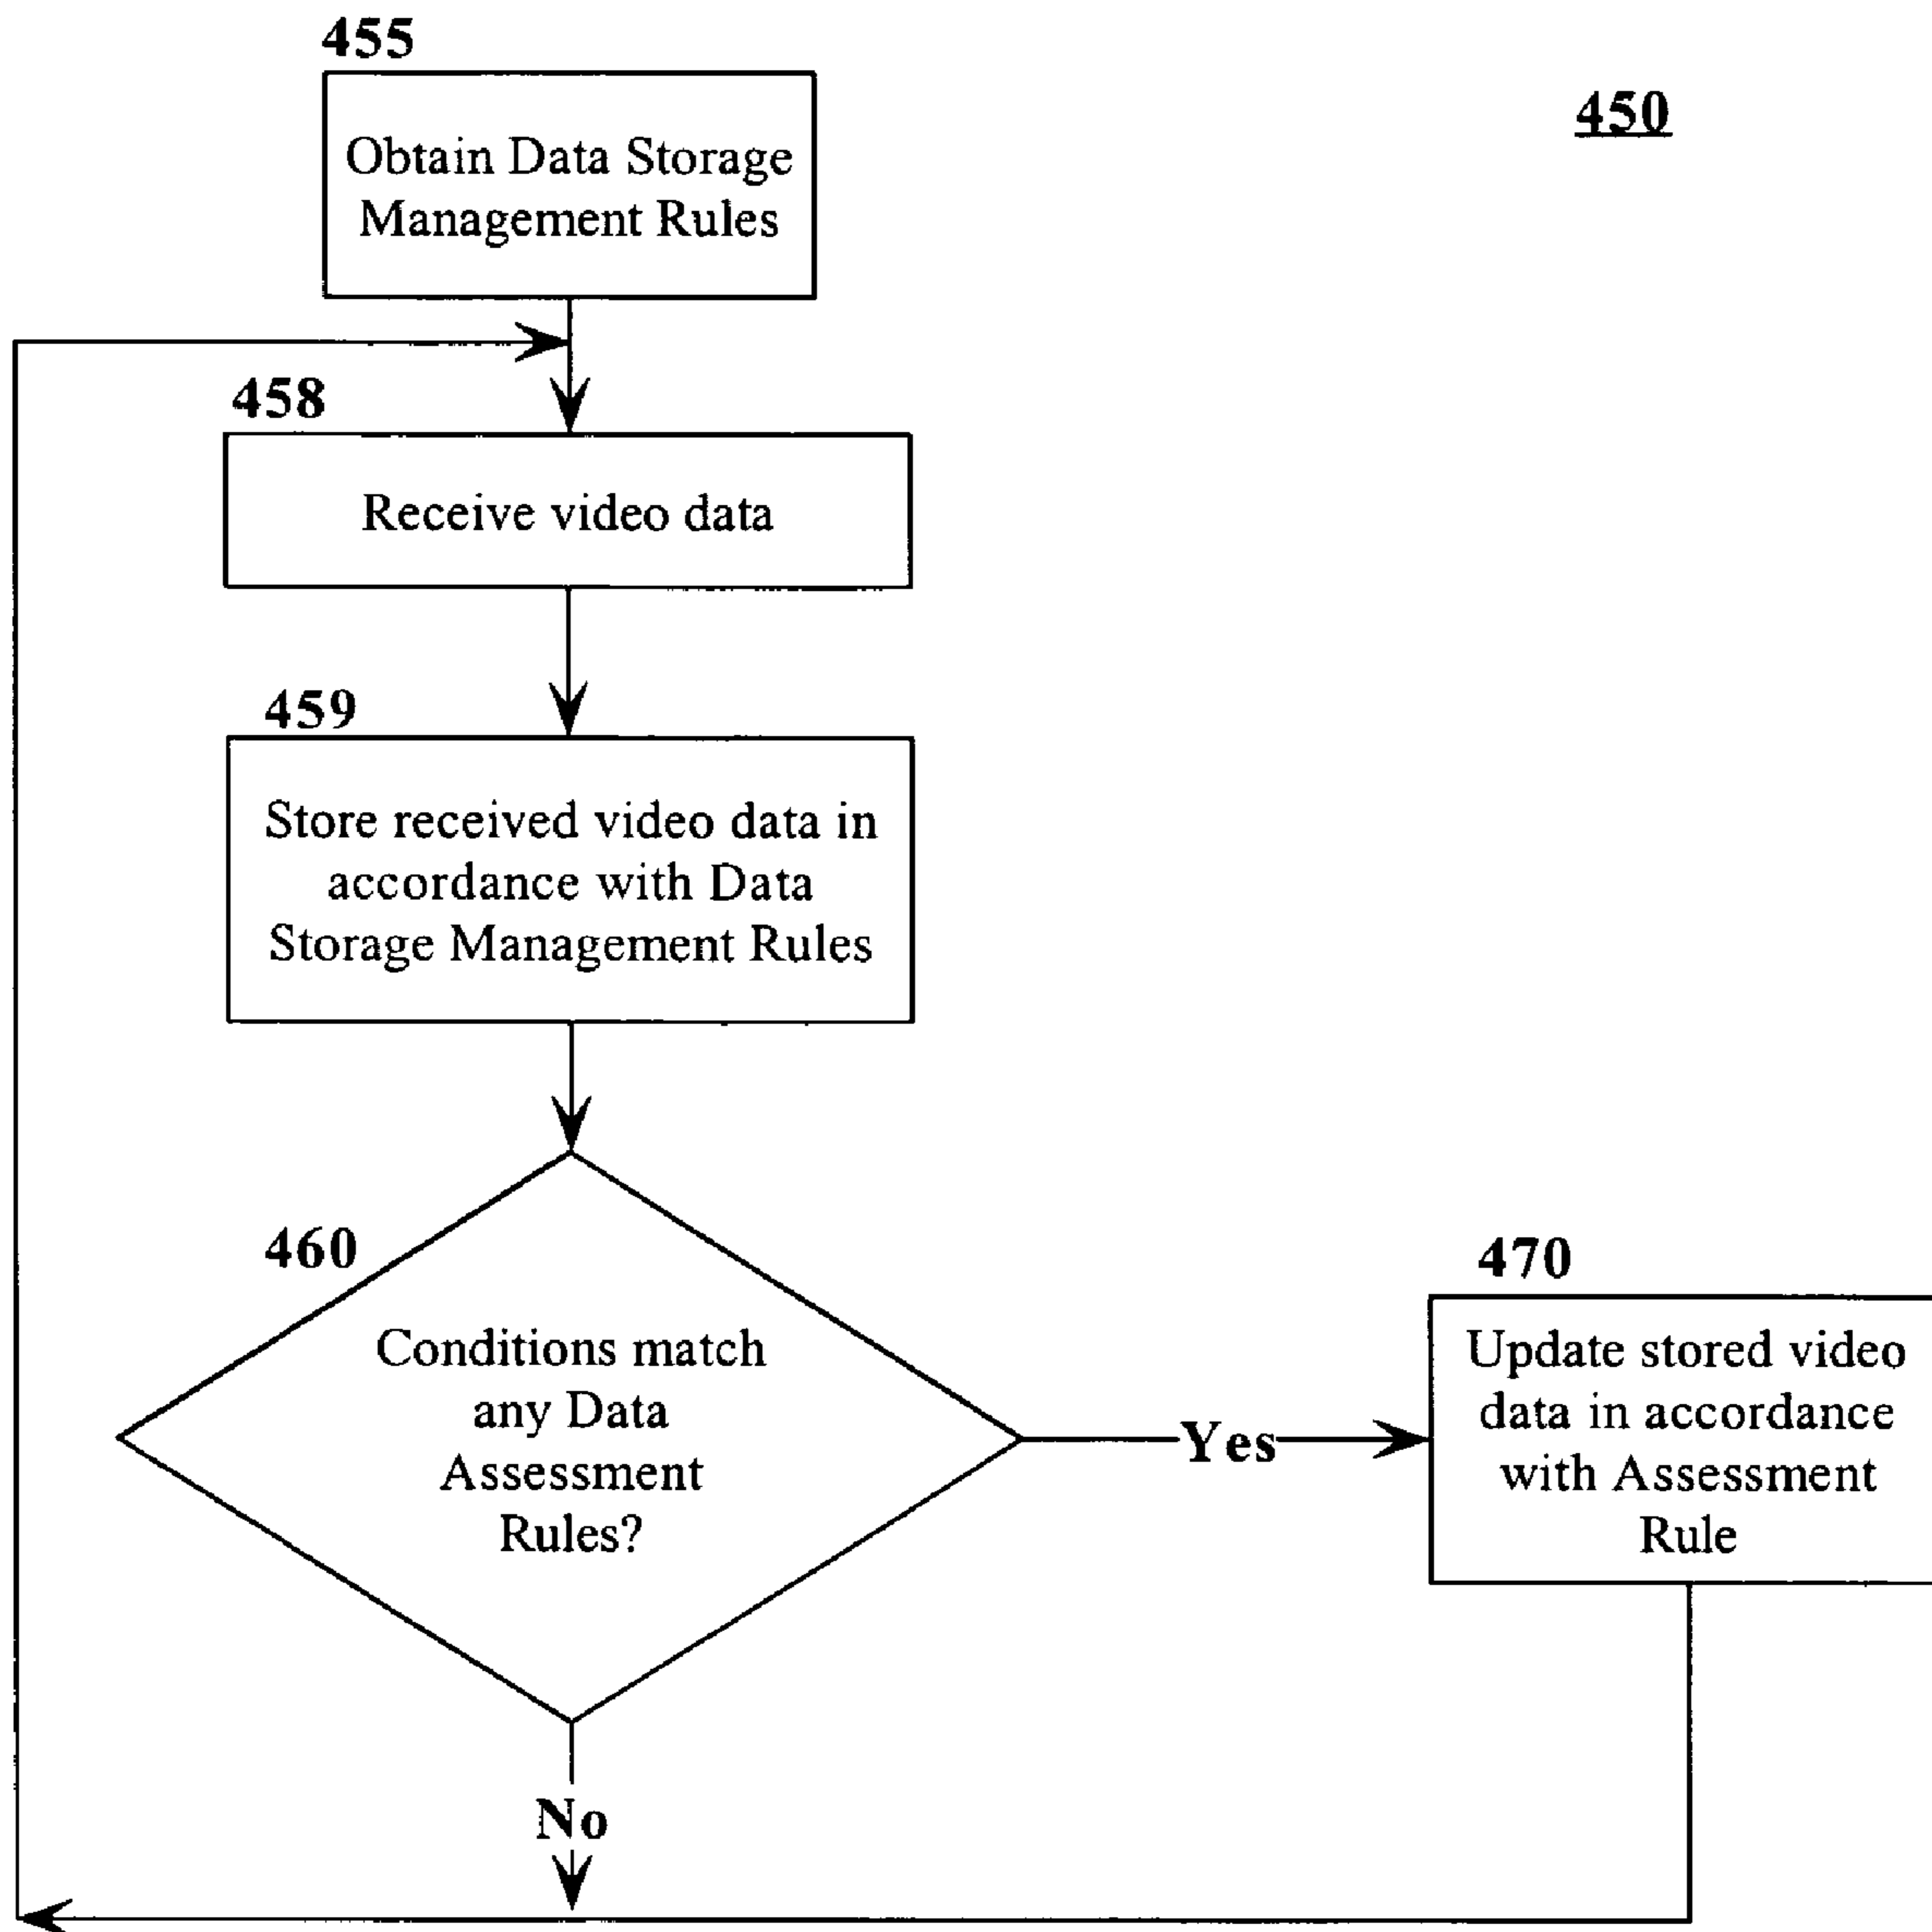 455
450
Obtain Data Storage
Management Rules
458
Receive video data
459
Store received video data in
accordance with Data
Storage Management Rules
460
Conditions match
any Data
Assessment
Rules?
Yes
470
Update stored video
data in accordance
with Assessment
Rule
No